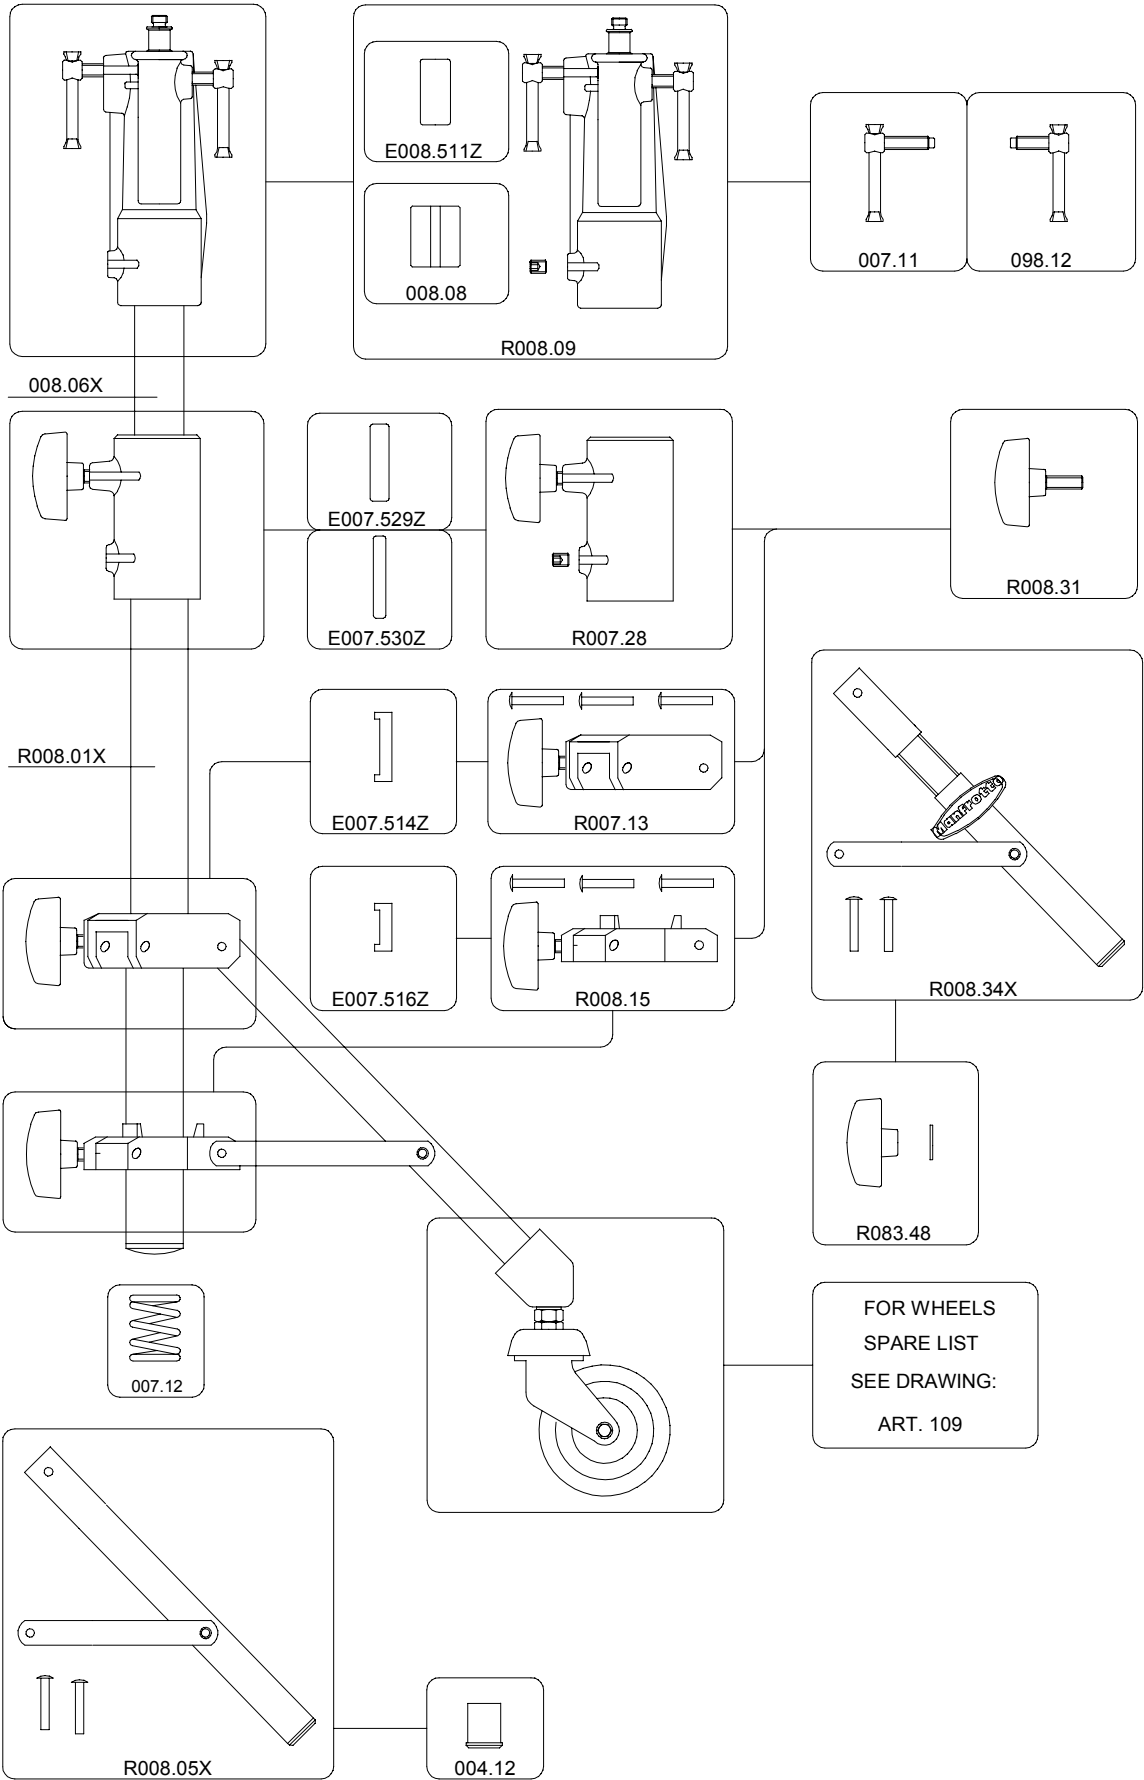 E008.511Z
008.08
R008.09
007.11
098.12
008.06X
E007.529Z
E007.530Z
R007.28
R008.31
R008.01X
E007.514Z
R007.13
Manfrotto
E007.516Z
R008.15
R008.34X
R083.48
007.12
FOR WHEELS
SPARE LIST
SEE DRAWING:
ART. 109
R008.05X
004.12